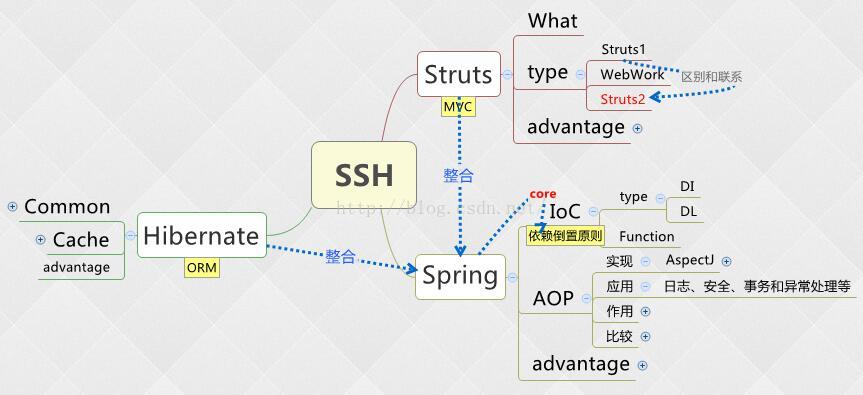 SSH
Struts
MVC
What
type
Struts1
WebWork
Struts2
区别和联系
advantage
整合
Hibernate
ORM
Common
Cache
advantage
整合
Spring
core
IoC
依赖倒置原则
type
DI
DL
Function
AOP
实现
AspectJ
应用
日志、安全、事务和异常处理等
作用
比较
advantage
http://blog.csdn.net/